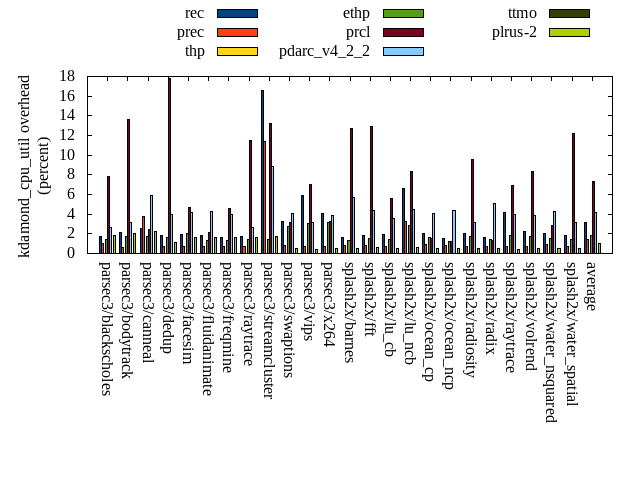 rec
prec
thp
ethp
prcl
pdarc_v4_2_2
ttmo
plrus-2
kdamond_cpu_util overhead
(percent)
18
16
14
12
10
8
6
4
2
0
parsec3/blackscholes
parsec3/bodytrack
parsec3/canneal
parsec3/dedup
parsec3/facesim
parsec3/fluidanimate
parsec3/freqmine
parsec3/raytrace
parsec3/streamcluster
parsec3/swaptions
parsec3/vips
parsec3/x264
splash2x/barnes
splash2x/fft
splash2x/lu_cb
splash2x/lu_ncb
splash2x/ocean_cp
splash2x/ocean_ncp
splash2x/radiosity
splash2x/radix
splash2x/raytrace
splash2x/volrend
splash2x/water_nsquared
splash2x/water_spatial
average